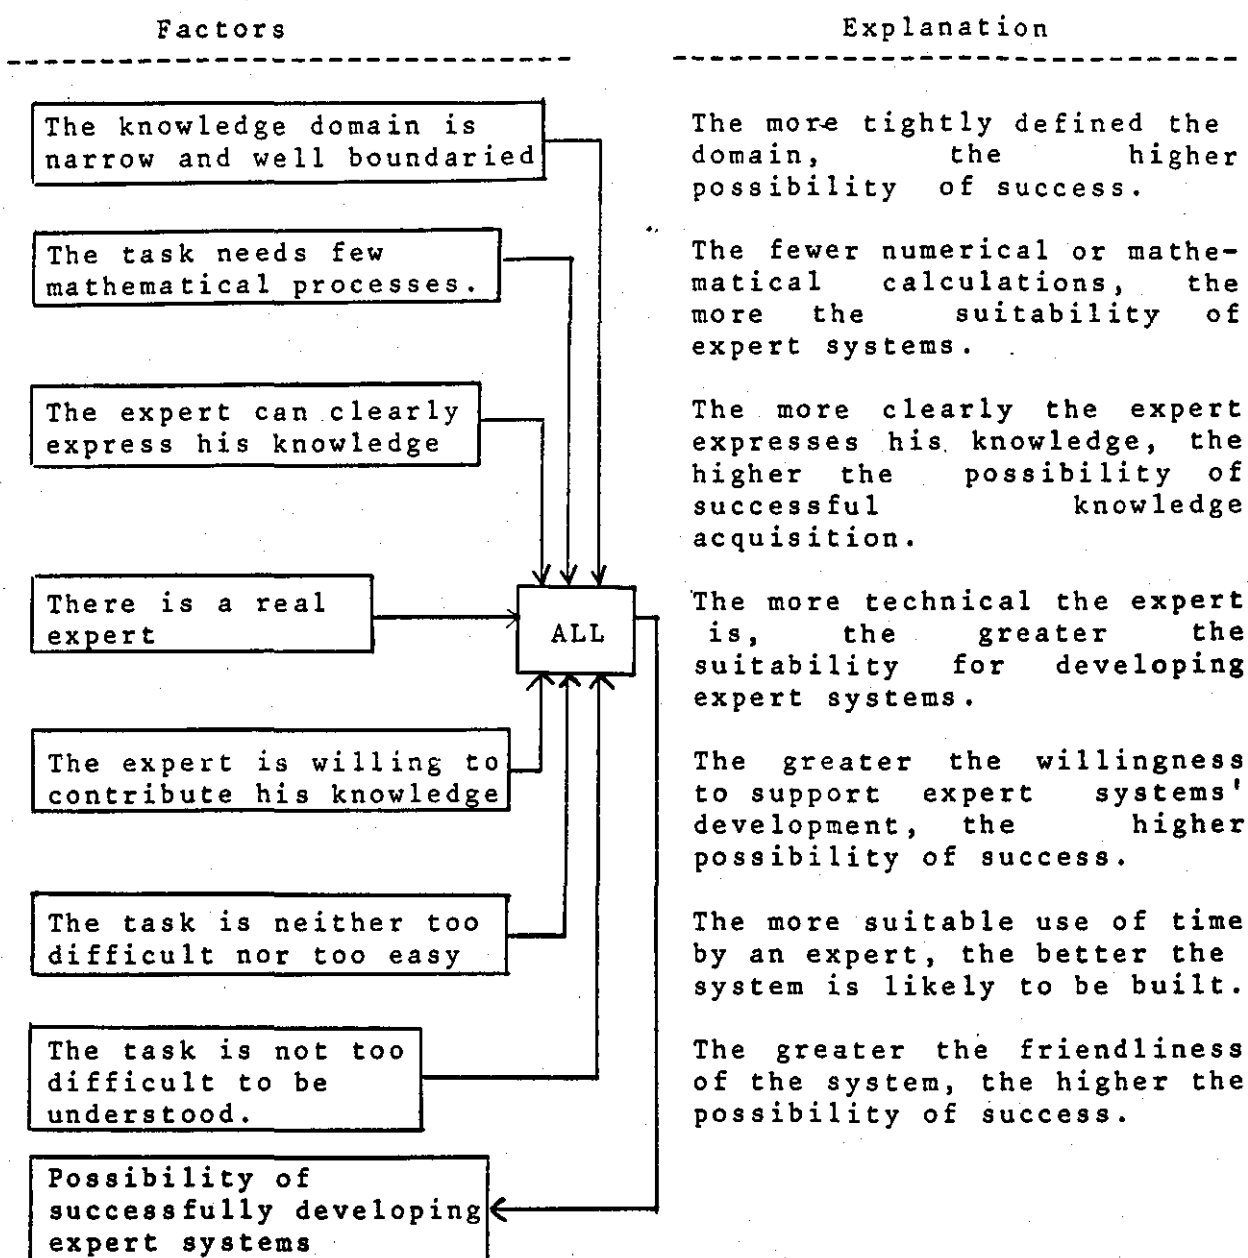 Factors
Explanation
The knowledge domain is
narrow and well boundaried
The more tightly defined the
domain, the higher
possibility of success.
The task needs few
mathematical processes.
The fewer numerical or mathe-
matical calculations, the
more the suitability of
expert systems.
The expert can clearly
express his knowledge
The more clearly the expert
expresses his knowledge, the
higher the possibility of
successful knowledge
acquisition.
There is a real
expert
ALL
The more technical the expert
is, the greater the
suitability for developing
expert systems.
The expert is willing to
contribute his knowledge
The greater the willingness
to support expert systems'
development, the higher
possibility of success.
The task is neither too
difficult nor too easy
The more suitable use of time
by an expert, the better the
system is likely to be built.
The task is not too
difficult to be
understood.
The greater the friendliness
of the system, the higher the
possibility of success.
Possibility of
successfully developing
expert systems